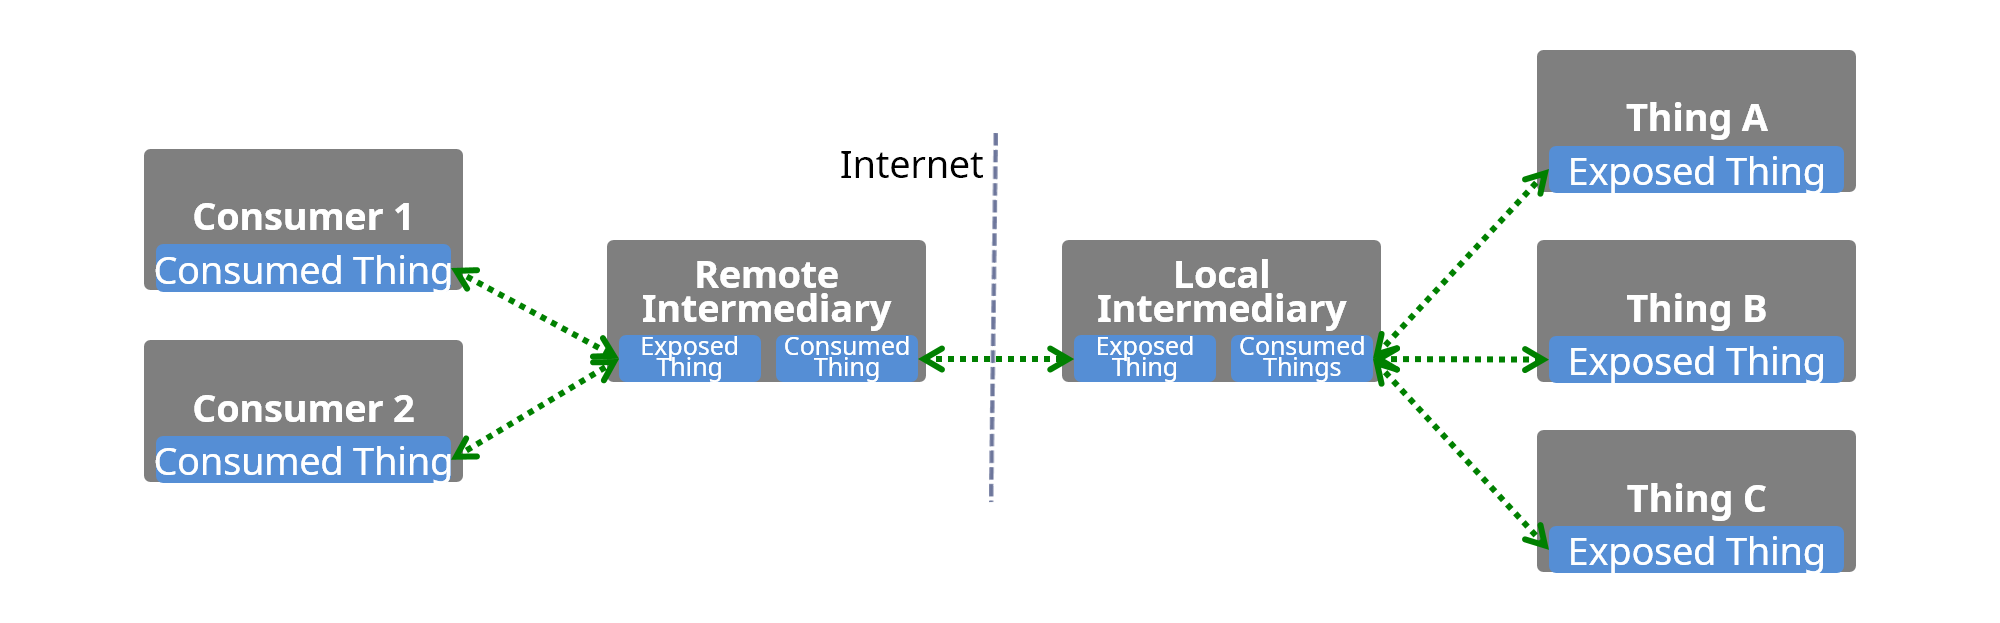 Consumer 1
Consumed Thing
Consumer 2
Consumed Thing
Internet
Remote
Intermediary
Exposed
Thing
Consumed
Thing
Local
Intermediary
Exposed
Thing
Consumed
Things
Thing A
Exposed Thing
Thing B
Exposed Thing
Thing C
Exposed Thing